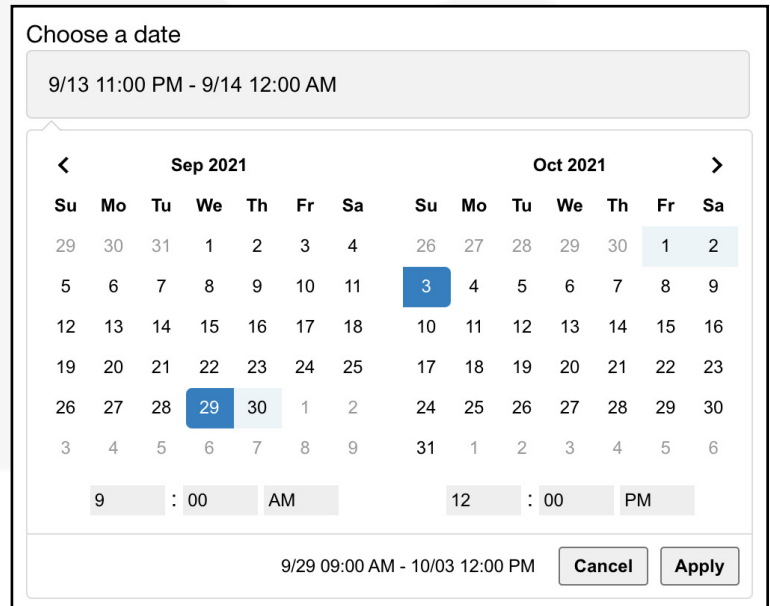 Choose a date
9/13 11:00 PM - 9/14 12:00 AM
< Sep 2021 Oct 2021 >
Su Mo Tu We Th Fr Sa Su Mo Tu We Th Fr Sa
29 30 31 1 2 3 4 26 27 28 29 30 1 2
5 6 7 8 9 10 11 3 4 5 6 7 8 9
12 13 14 15 16 17 18 10 11 12 13 14 15 16
19 20 21 22 23 24 25 17 18 19 20 21 22 23
26 27 28 29 30 1 2 24 25 26 27 28 29 30
3 4 5 6 7 8 9 31 1 2 3 4 5 6
9 : 00 AM 12 : 00 PM
9/29 09:00 AM - 10/03 12:00 PM Cancel Apply